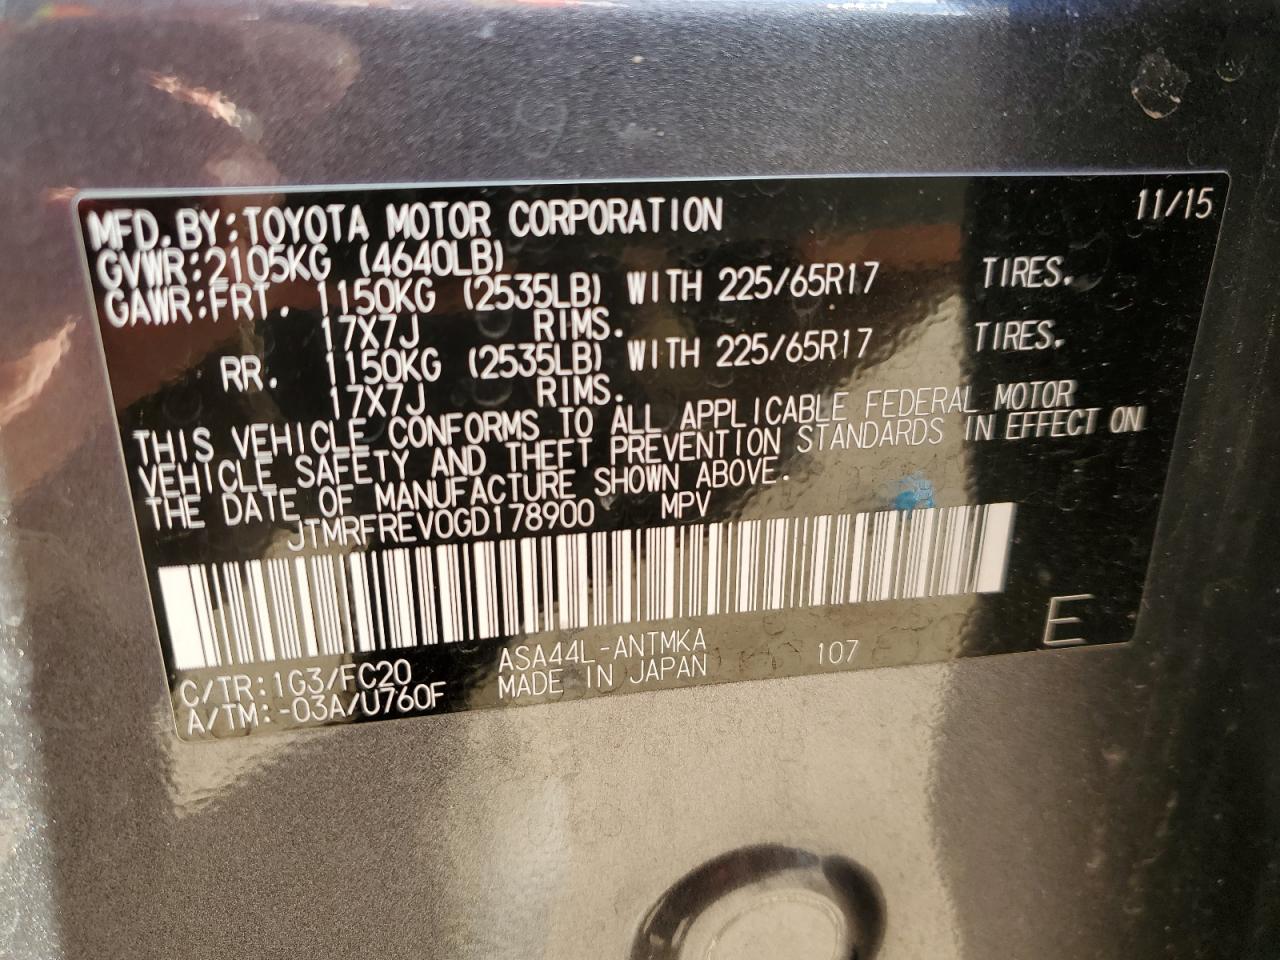 11/15
MFD.BY:TOYOTA MOTOR CORPORATION
GVWR:2105KG (4640LB)
GAWR:FRT. 1150KG (2535LB) WITH 225/65R17 TIRES.
17X7J RIMS.
RR. 1150KG (2535LB) WITH 225/65R17 TIRES.
17X7J RIMS.
THIS VEHICLE CONFORMS TO ALL APPLICABLE FEDERAL MOTOR
VEHICLE SAFETY AND THEFT PREVENTION STANDARDS IN EFFECT ON
THE DATE OF MANUFACTURE SHOWN ABOVE.
JTMRFREV0GD178900 MPV
C/TR:1G3/FC20 ASA44L-ANTMKA 107 E
A/TM:-03A/U760F MADE IN JAPAN